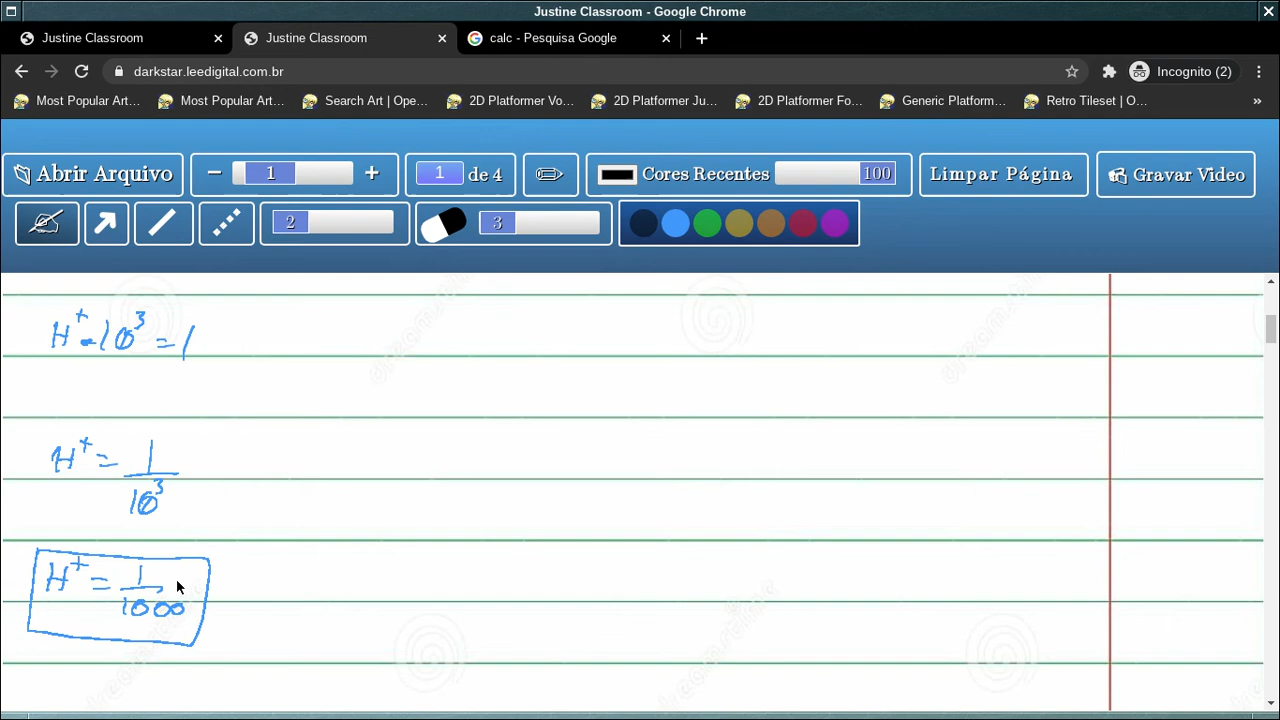 Justine Classroom - Google Chrome
Justine Classroom
Justine Classroom
calc - Pesquisa Google
darkstar.leedigital.com.br
Incognito (2)
Most Popular Art…
Most Popular Art…
Search Art | Ope…
2D Platformer Vo…
2D Platformer Ju…
2D Platformer Fo…
Generic Platform…
Retro Tileset | O…
»
Abrir Arquivo
− 1 +
1 de 4
Cores Recentes
100
Limpar Página
Gravar Video
2
3
H⁺ · 10³ = 1
H⁺ = 1/10³
H⁺ = 1/1000